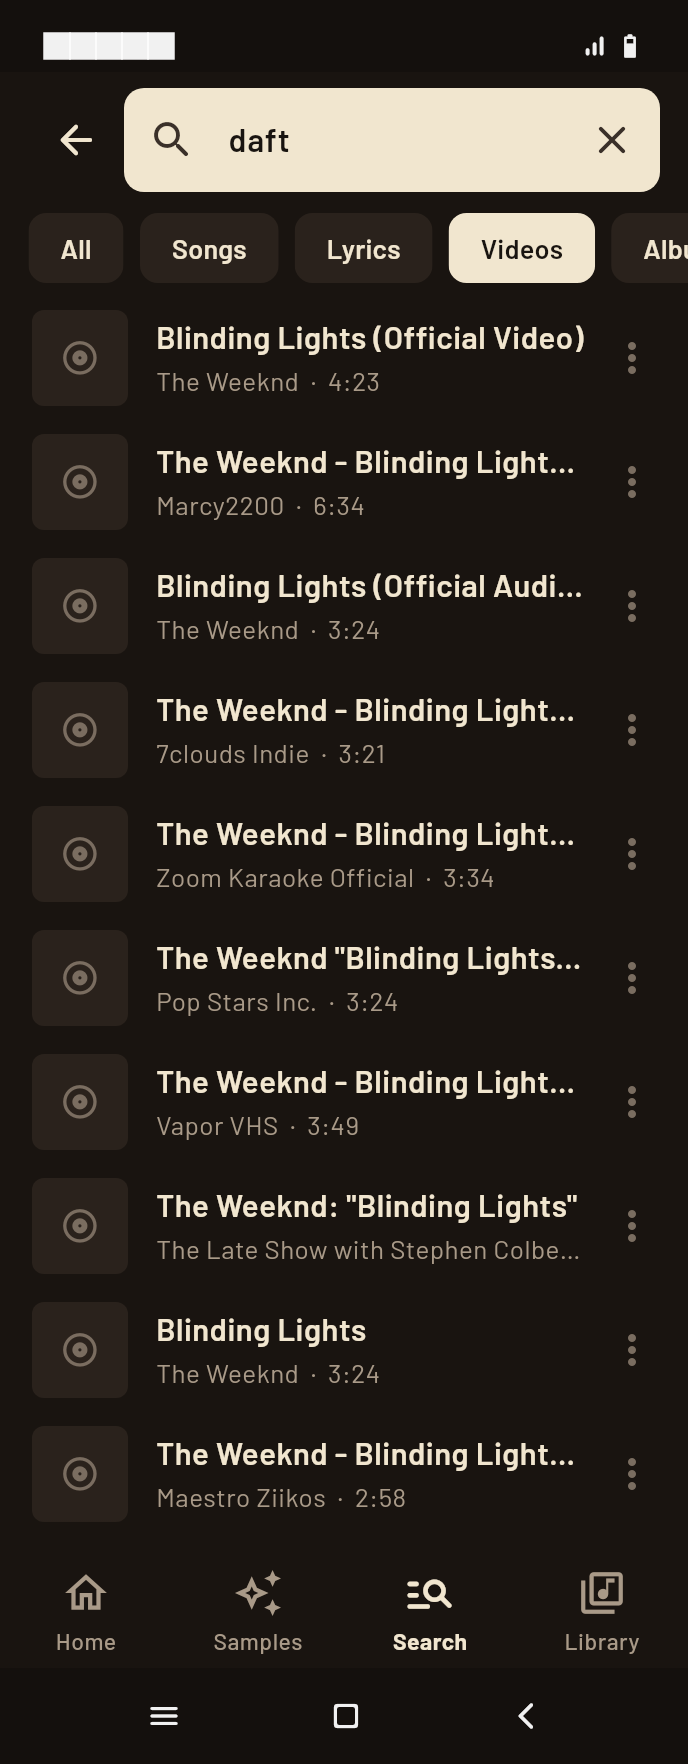 daft
All Songs Lyrics Videos Albu
Blinding Lights (Official Video)
The Weeknd · 4:23
The Weeknd - Blinding Light...
Marcy2200 · 6:34
Blinding Lights (Official Audi...
The Weeknd · 3:24
The Weeknd - Blinding Light...
7clouds Indie · 3:21
The Weeknd - Blinding Light...
Zoom Karaoke Official · 3:34
The Weeknd "Blinding Lights...
Pop Stars Inc. · 3:24
The Weeknd - Blinding Light...
Vapor VHS · 3:49
The Weeknd: "Blinding Lights"
The Late Show with Stephen Colbe...
Blinding Lights
The Weeknd · 3:24
The Weeknd - Blinding Light...
Maestro Ziikos · 2:58
Home Samples Search Library